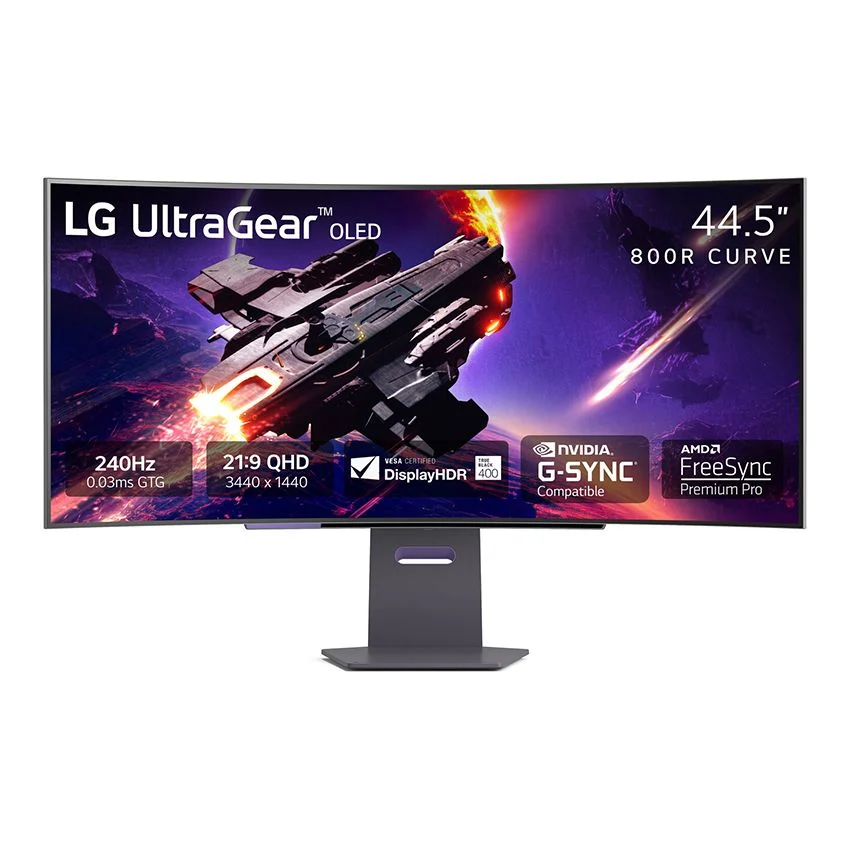 LG UltraGear™ OLED
44.5"
800R CURVE
240Hz
0.03ms GTG
21:9 QHD
3440 x 1440
VESA CERTIFIED
DisplayHDR™
TRUE BLACK
400
NVIDIA.
G-SYNC®
Compatible
AMD
FreeSync
Premium Pro